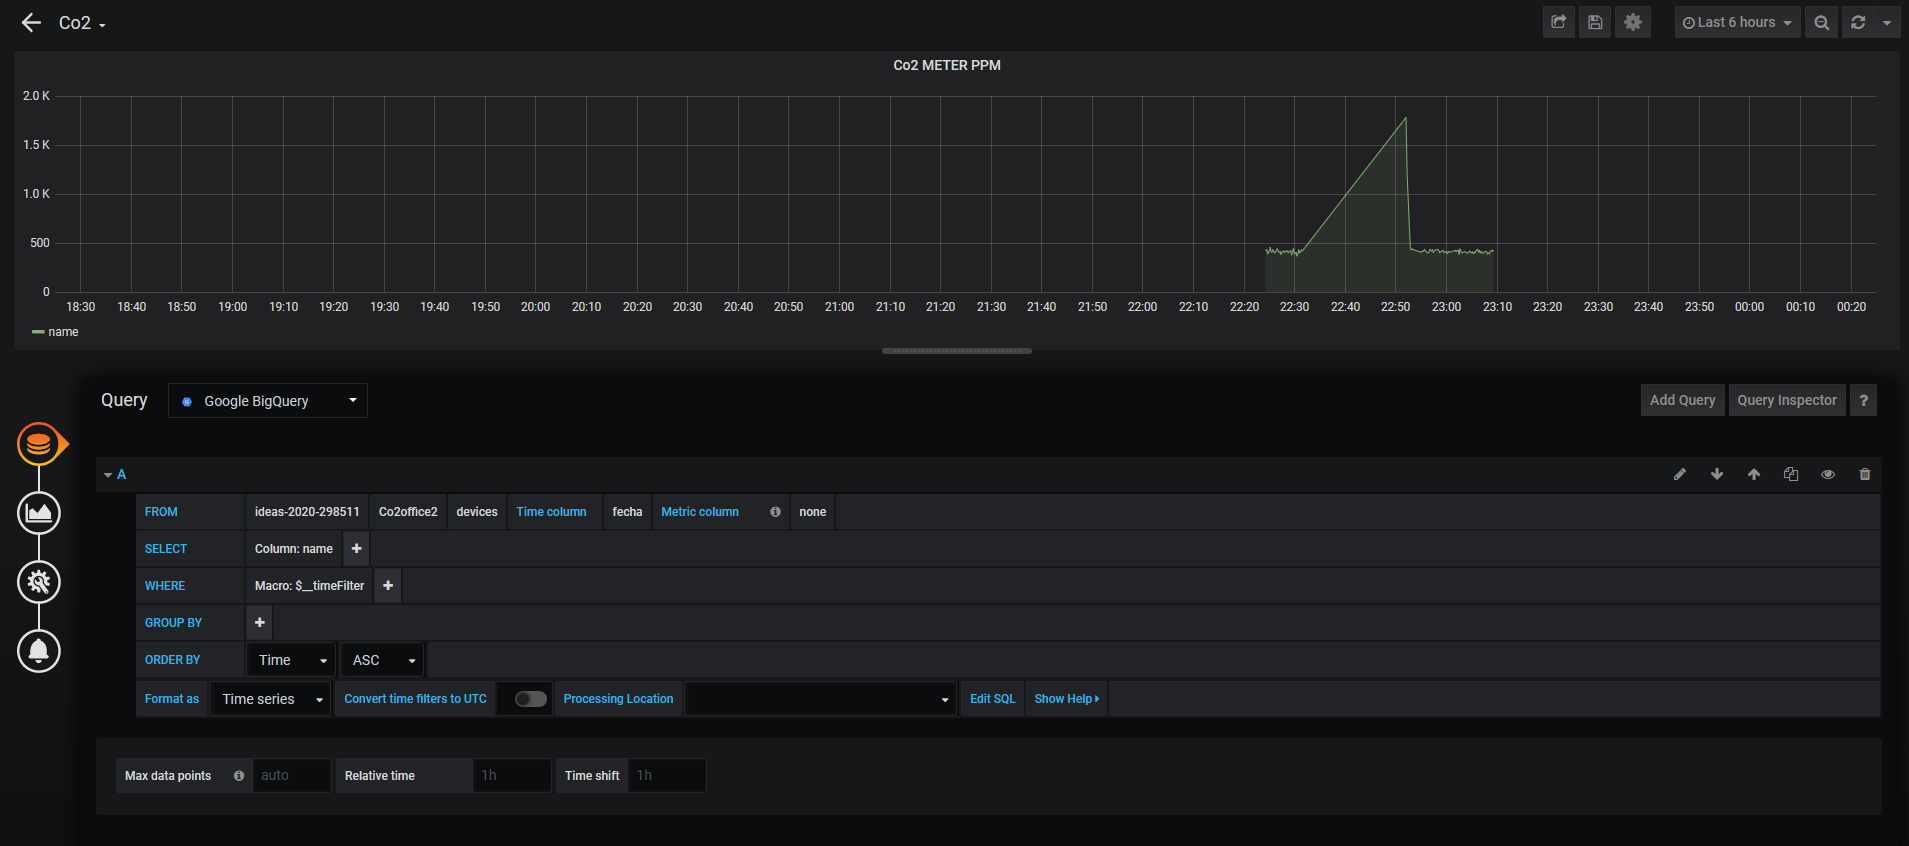 Co2
Last 6 hours
Co2 METER PPM
2.0 K
1.5 K
1.0 K
500
0
18:30 18:40 18:50 19:00 19:10 19:20 19:30 19:40 19:50 20:00 20:10 20:20 20:30 20:40 20:50 21:00 21:10 21:20 21:30 21:40 21:50 22:00 22:10 22:20 22:30 22:40 22:50 23:00 23:10 23:20 23:30 23:40 23:50 00:00 00:10 00:20
name
Query Google BigQuery Add Query Query Inspector ?
A
FROM ideas-2020-298511 Co2office2 devices Time column fecha Metric column none
SELECT Column: name +
WHERE Macro: $__timeFilter +
GROUP BY +
ORDER BY Time ASC
Format as Time series Convert time filters to UTC Processing Location Edit SQL Show Help
Max data points auto Relative time 1h Time shift 1h